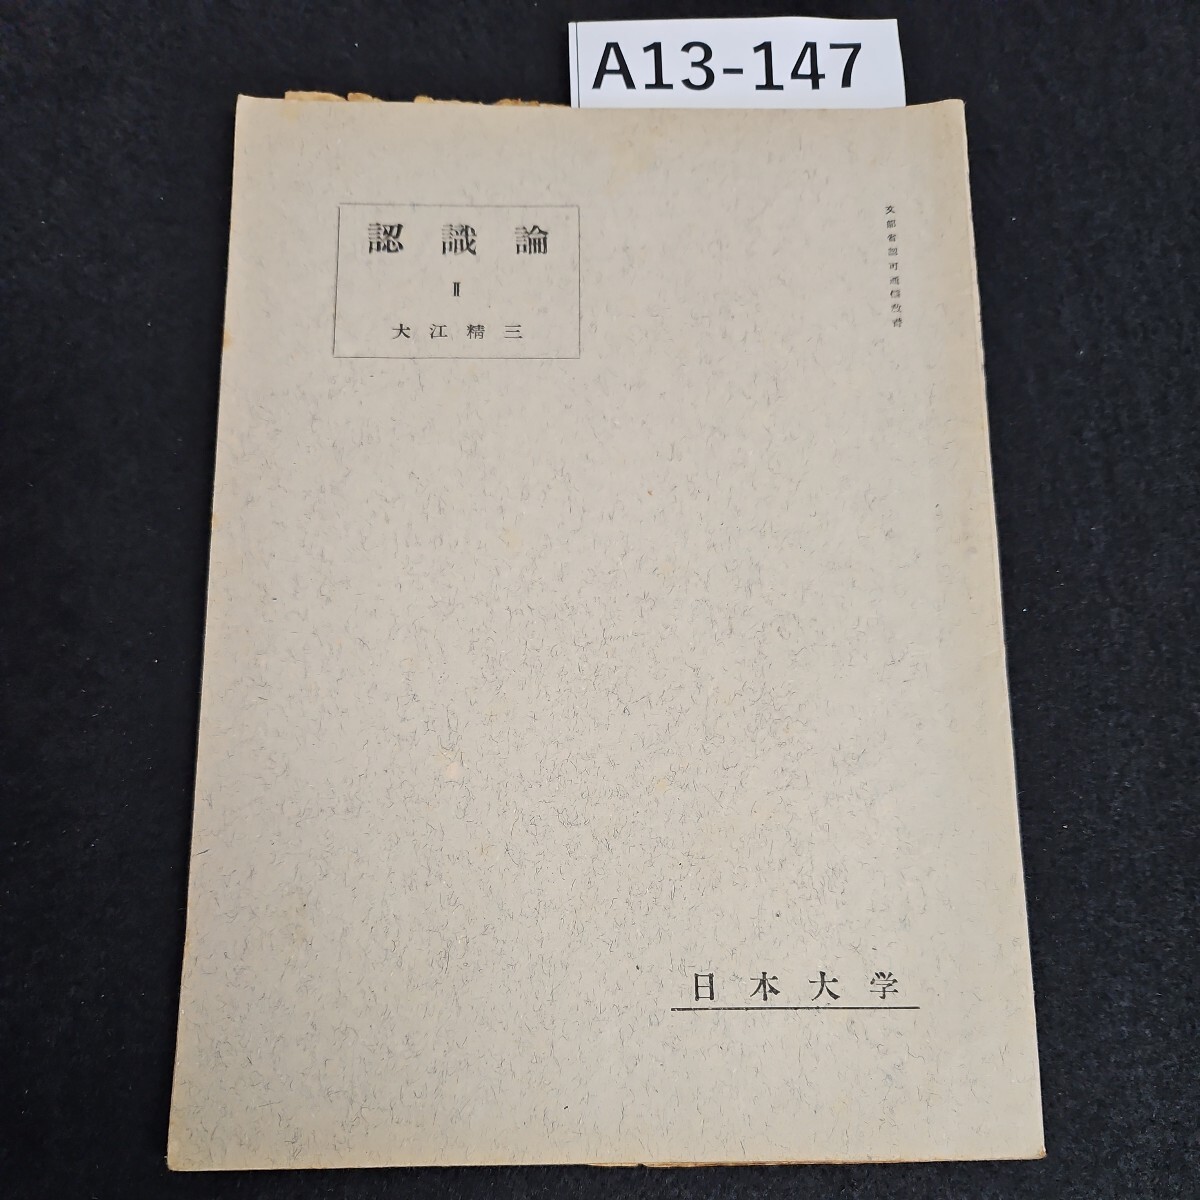 A13-147
文部省認可通信教育
認識論
Ⅱ
大江精三
日本大学